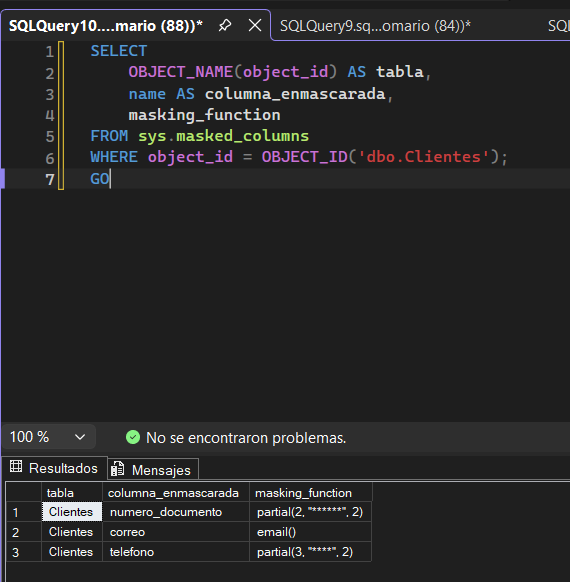 SQLQuery10....mario (88))* SQLQuery9.sq...omario (84))* SQL
1 SELECT
2 OBJECT_NAME(object_id) AS tabla,
3 name AS columna_enmascarada,
4 masking_function
5 FROM sys.masked_columns
6 WHERE object_id = OBJECT_ID('dbo.Clientes');
7 GO
100 % No se encontraron problemas.
Resultados Mensajes
tabla columna_enmascarada masking_function
1 Clientes numero_documento partial(2, "******", 2)
2 Clientes correo email()
3 Clientes telefono partial(3, "****", 2)